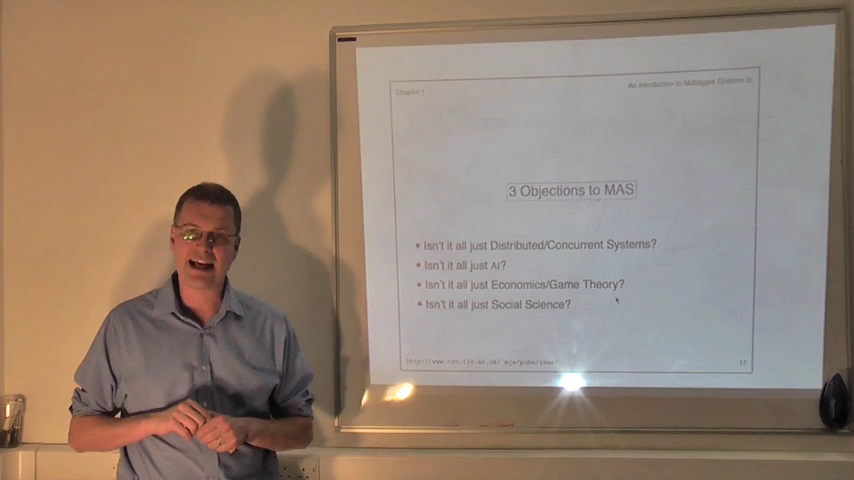 Chapter 1
An Introduction to Multiagent Systems 2e
3 Objections to MAS
• Isn't it all just Distributed/Concurrent Systems?
• Isn't it all just AI?
• Isn't it all just Economics/Game Theory?
• Isn't it all just Social Science?
17